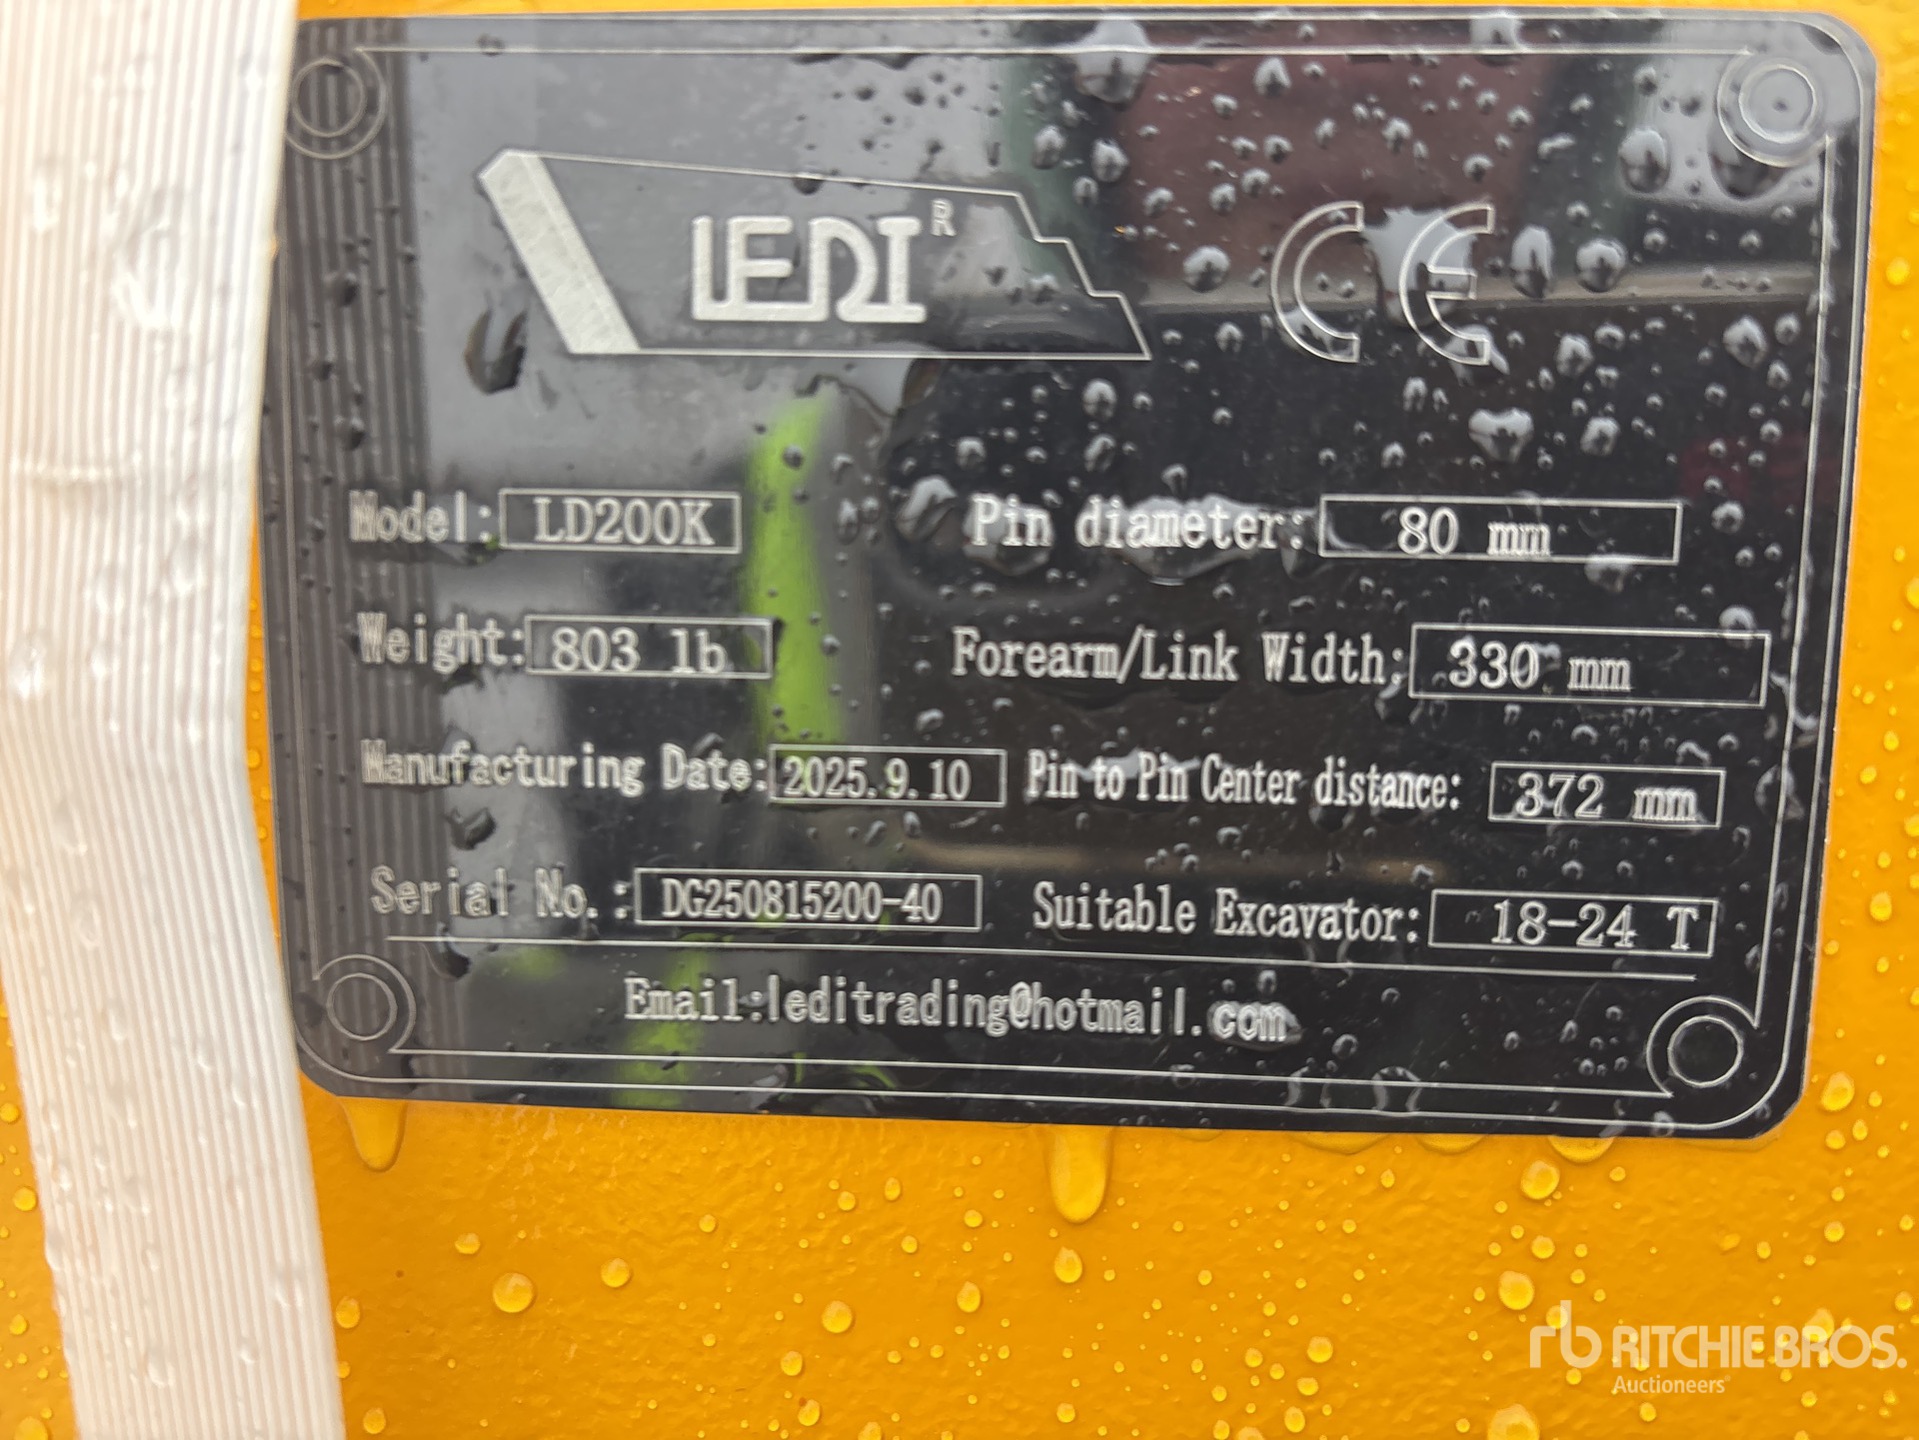 LEDI R CE
Model: LD200K Pin diameter: 80 mm
Weight: 803 lb Forearm/Link Width: 330 mm
Manufacturing Date: 2025.9.10 Pin to Pin Center distance: 372 mm
Serial No.: DG250815200-40 Suitable Excavator: 18-24 T
Email:leditrading@hotmail.com
rb RITCHIE BROS.
Auctioneers